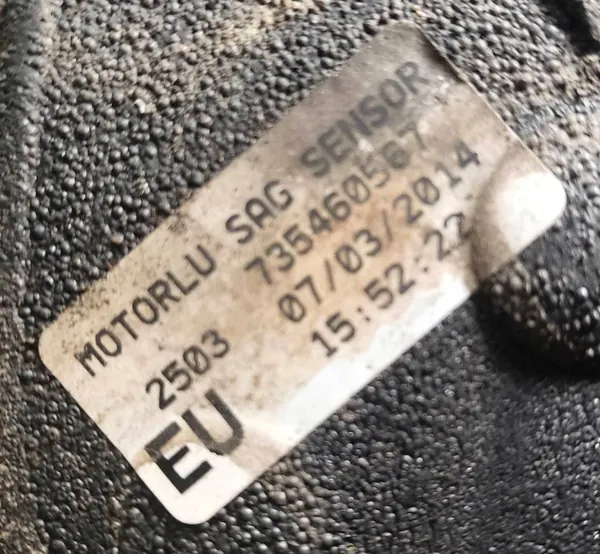 MOTORLU SAG SENSOR
735460567
2503 07/03/2014
EU 15:52:22